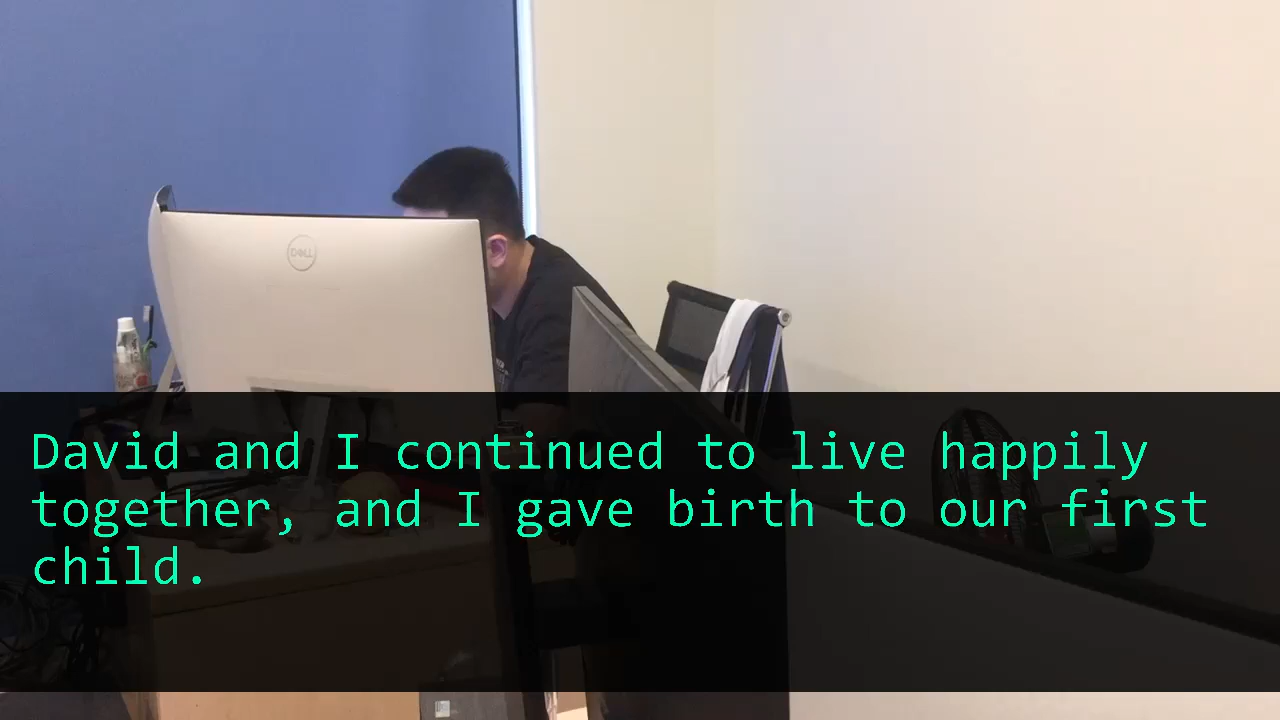 DELL
David and I continued to live happily
together, and I gave birth to our first
child.